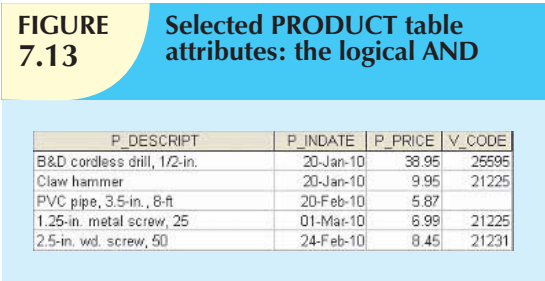 FIGURE 7.13
Selected PRODUCT table attributes: the logical AND
P_DESCRIPT P_INDATE P_PRICE V_CODE
B&D cordless drill, 1/2-in. 20-Jan-10 38.95 25595
Claw hammer 20-Jan-10 9.95 21225
PVC pipe, 3.5-in., 8-ft 20-Feb-10 5.87
1.25-in. metal screw, 25 01-Mar-10 6.99 21225
2.5-in. wd. screw, 50 24-Feb-10 8.45 21231